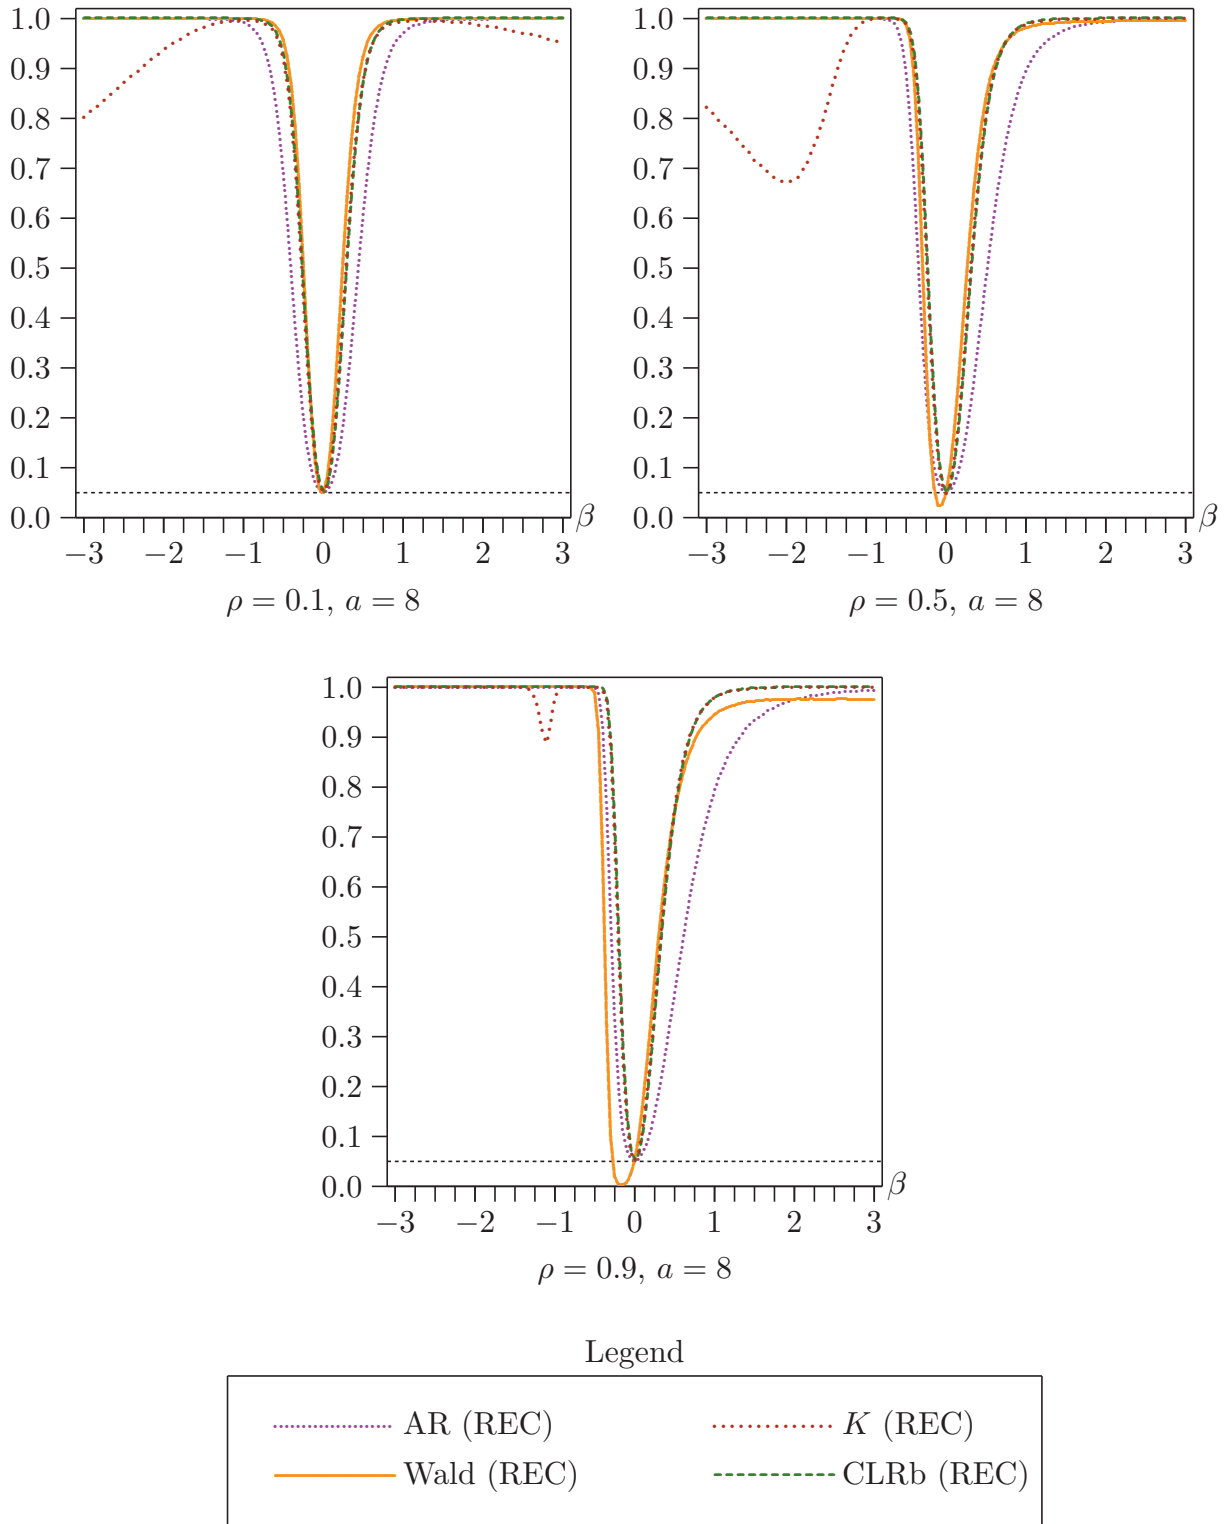 1.0
0.9
0.8
0.7
0.6
0.5
0.4
0.3
0.2
0.1
0.0
−3 −2 −1 0 1 2 3
β
ρ = 0.1, a = 8
1.0
0.9
0.8
0.7
0.6
0.5
0.4
0.3
0.2
0.1
0.0
−3 −2 −1 0 1 2 3
β
ρ = 0.5, a = 8
1.0
0.9
0.8
0.7
0.6
0.5
0.4
0.3
0.2
0.1
0.0
−3 −2 −1 0 1 2 3
β
ρ = 0.9, a = 8
Legend
AR (REC) K (REC)
Wald (REC) CLRb (REC)